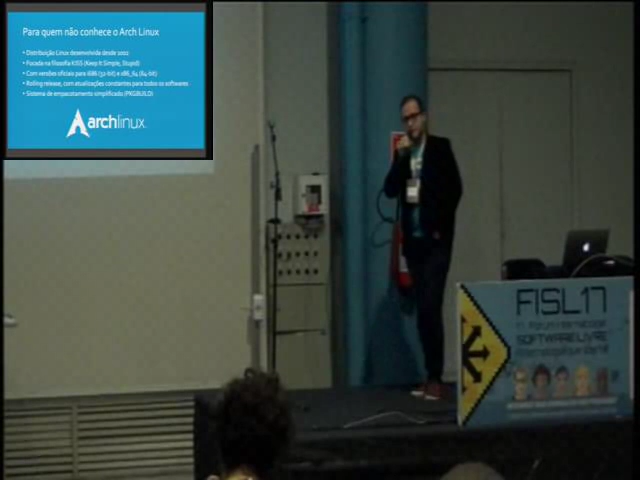 Para quem não conhece o Arch Linux
• Distribuição Linux desenvolvida desde 2002
• Focada na filosofia KISS (Keep It Simple, Stupid)
• Com versões oficiais para i686 (32-bit) e x86_64 (64-bit)
• Rolling release, com atualizações constantes para todos os softwares
• Sistema de empacotamento simplificado (PKGBUILD)
archlinux
FISL17
SOFTWARE LIVRE